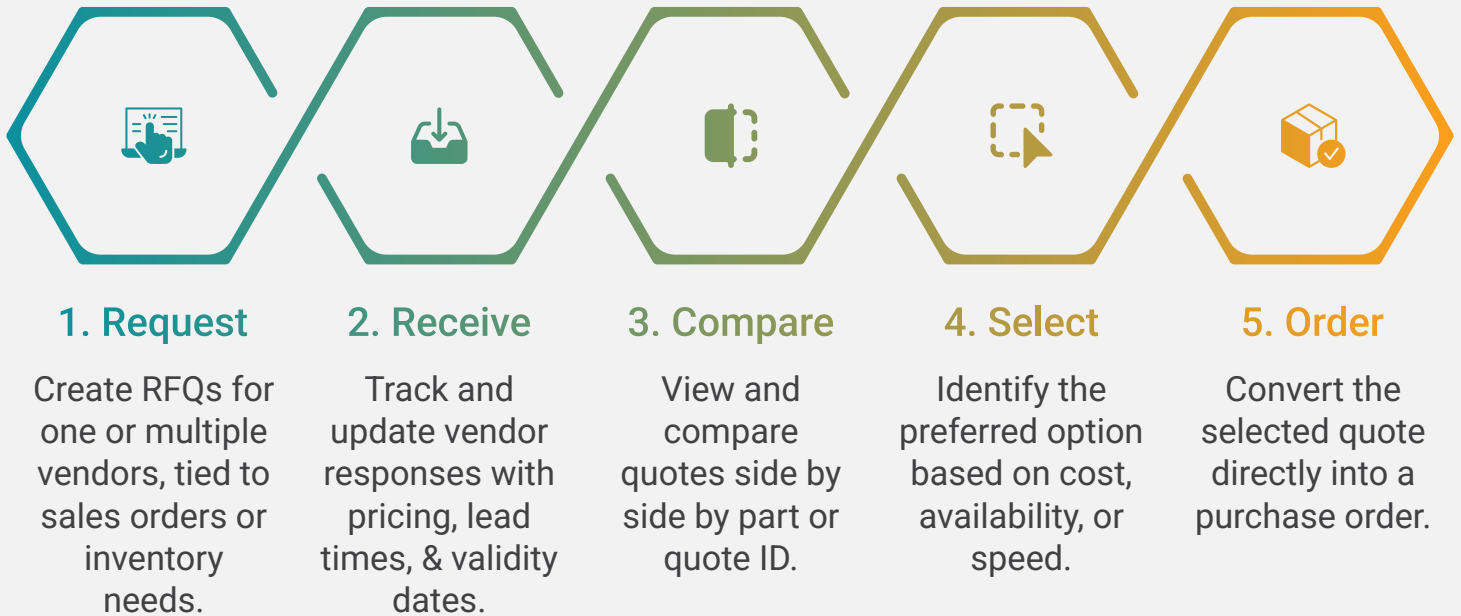 1. Request
Create RFQs for
one or multiple
vendors, tied to
sales orders or
inventory
needs.
2. Receive
Track and
update vendor
responses with
pricing, lead
times, & validity
dates.
3. Compare
View and
compare
quotes side by
side by part or
quote ID.
4. Select
Identify the
preferred option
based on cost,
availability, or
speed.
5. Order
Convert the
selected quote
directly into a
purchase order.